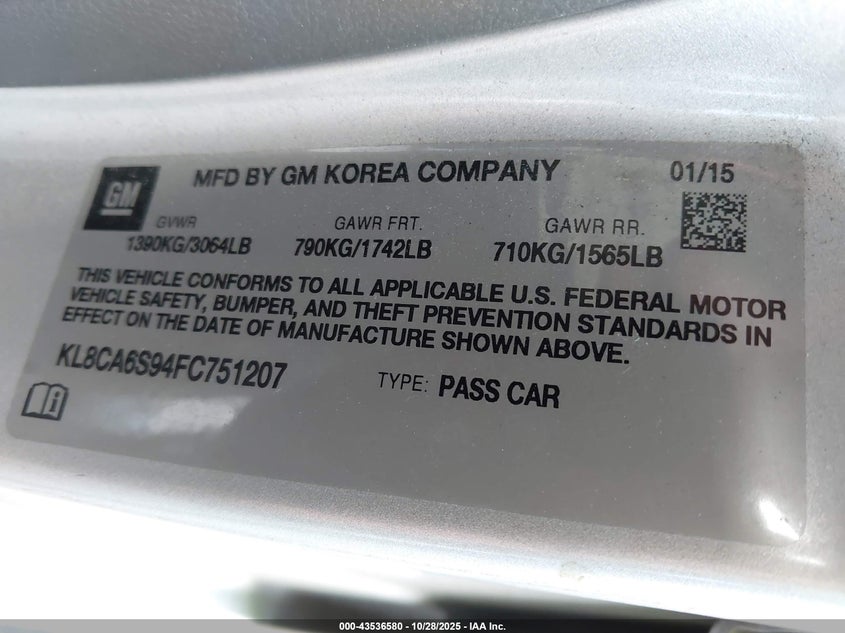 GM
MFD BY GM KOREA COMPANY 01/15
GVWR GAWR FRT. GAWR RR.
1390KG/3064LB 790KG/1742LB 710KG/1565LB
THIS VEHICLE CONFORMS TO ALL APPLICABLE U.S. FEDERAL MOTOR
VEHICLE SAFETY, BUMPER, AND THEFT PREVENTION STANDARDS IN
EFFECT ON THE DATE OF MANUFACTURE SHOWN ABOVE.
KL8CA6S94FC751207 TYPE: PASS CAR
000-43536580 - 10/28/2025 - IAA Inc.